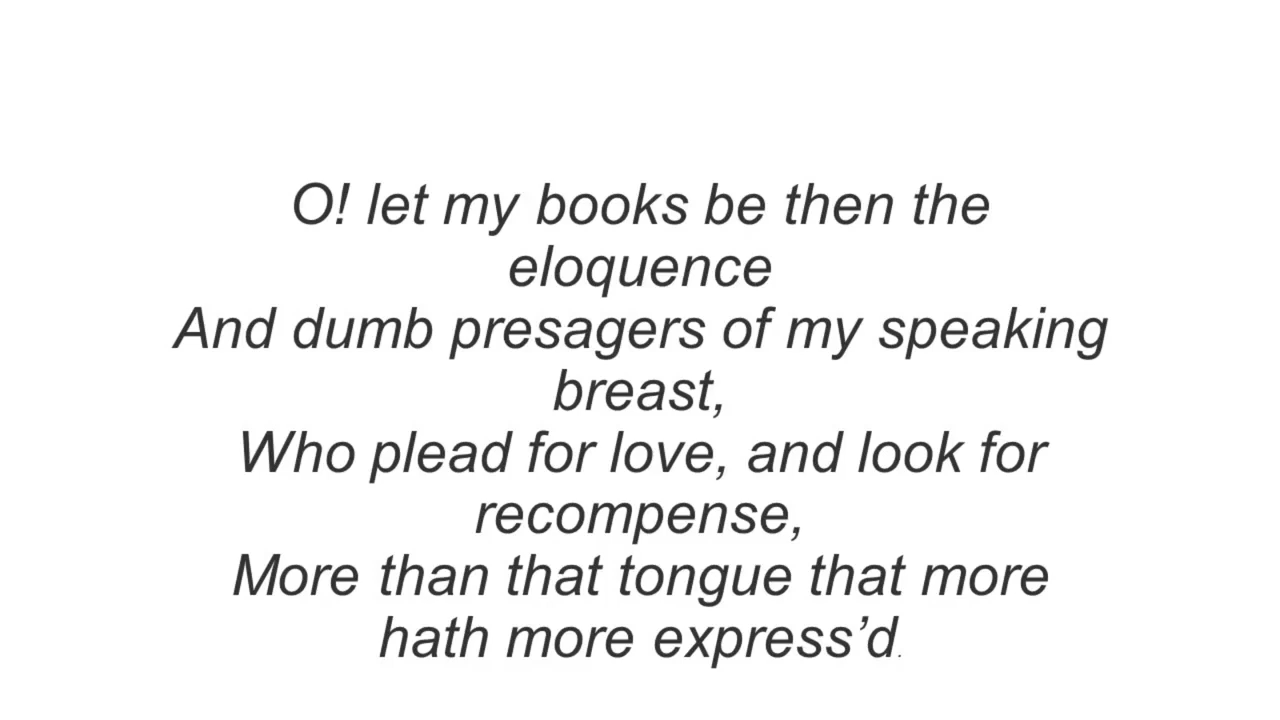 O! let my books be then the
eloquence
And dumb presagers of my speaking
breast,
Who plead for love, and look for
recompense,
More than that tongue that more
hath more express’d.